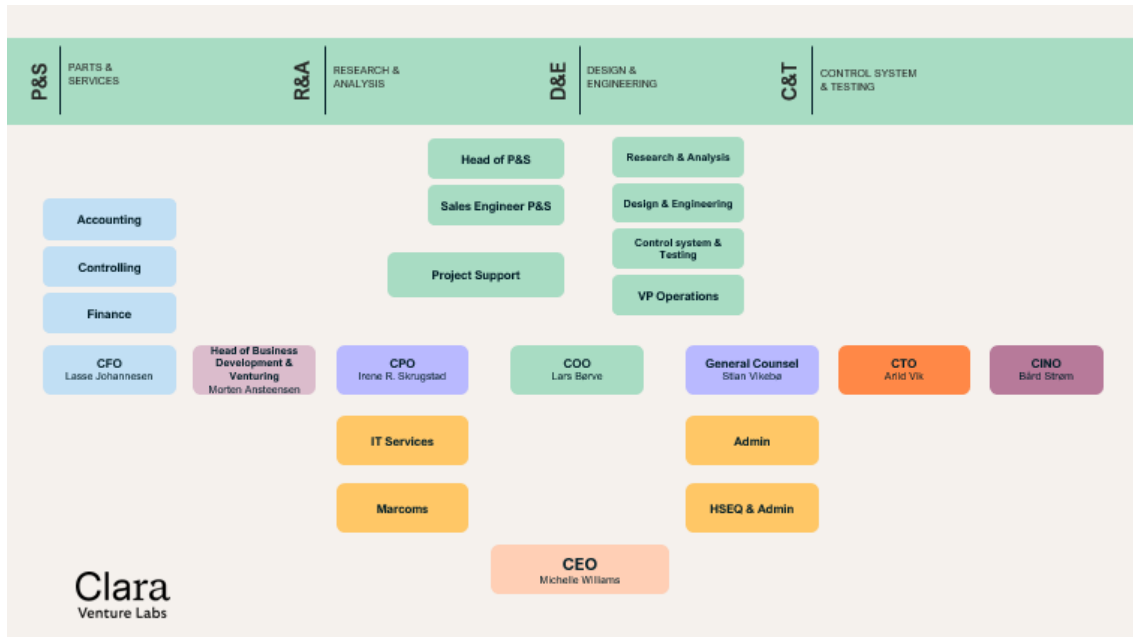 P&S
PARTS &
SERVICES
R&A
RESEARCH &
ANALYSIS
D&E
DESIGN &
ENGINEERING
C&T
CONTROL SYSTEM
& TESTING
Head of P&S
Research & Analysis
Sales Engineer P&S
Design & Engineering
Accounting
Control system &
Testing
Controlling
Project Support
VP Operations
Finance
CFO
Lasse Johannesen
Head of Business
Development &
Venturing
Morten Ansteensen
CPO
Irene R. Skrugstad
COO
Lars Børve
General Counsel
Stian Vikebø
CTO
Arild Vik
CINO
Bård Strøm
IT Services
Admin
Marcoms
HSEQ & Admin
CEO
Michelle Williams
Clara
Venture Labs